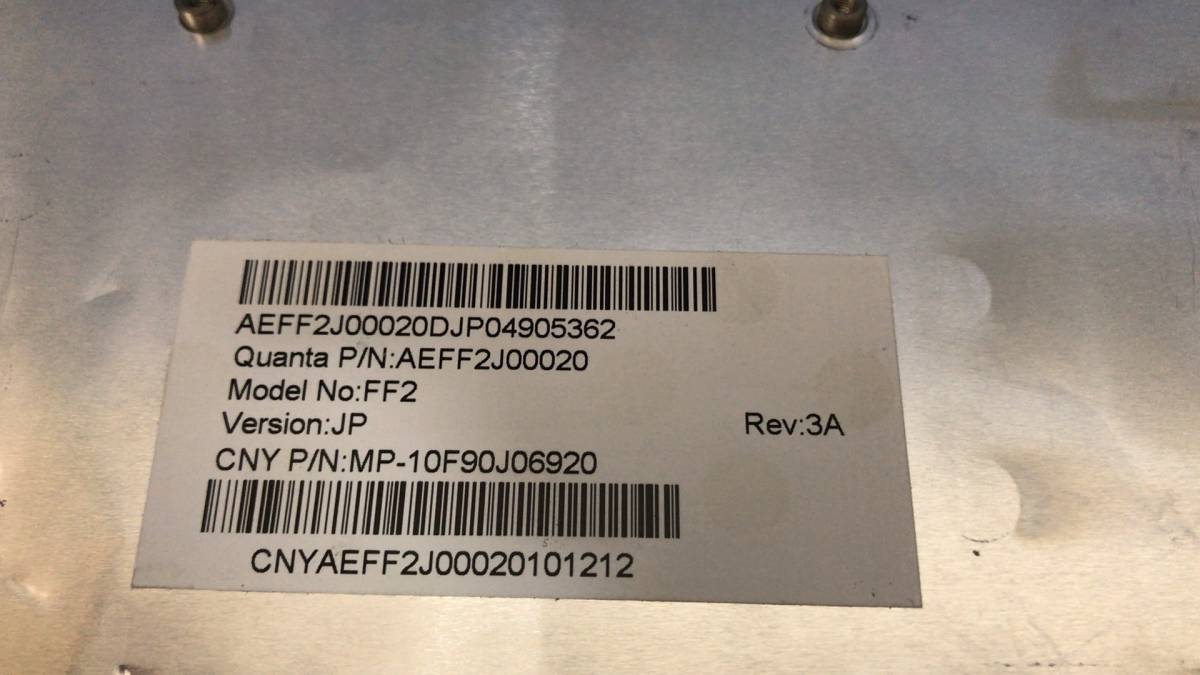 AEFF2J00020DJP04905362
Quanta P/N:AEFF2J00020
Model No:FF2
Version:JP Rev:3A
CNY P/N:MP-10F90J06920
CNYAEFF2J00020101212